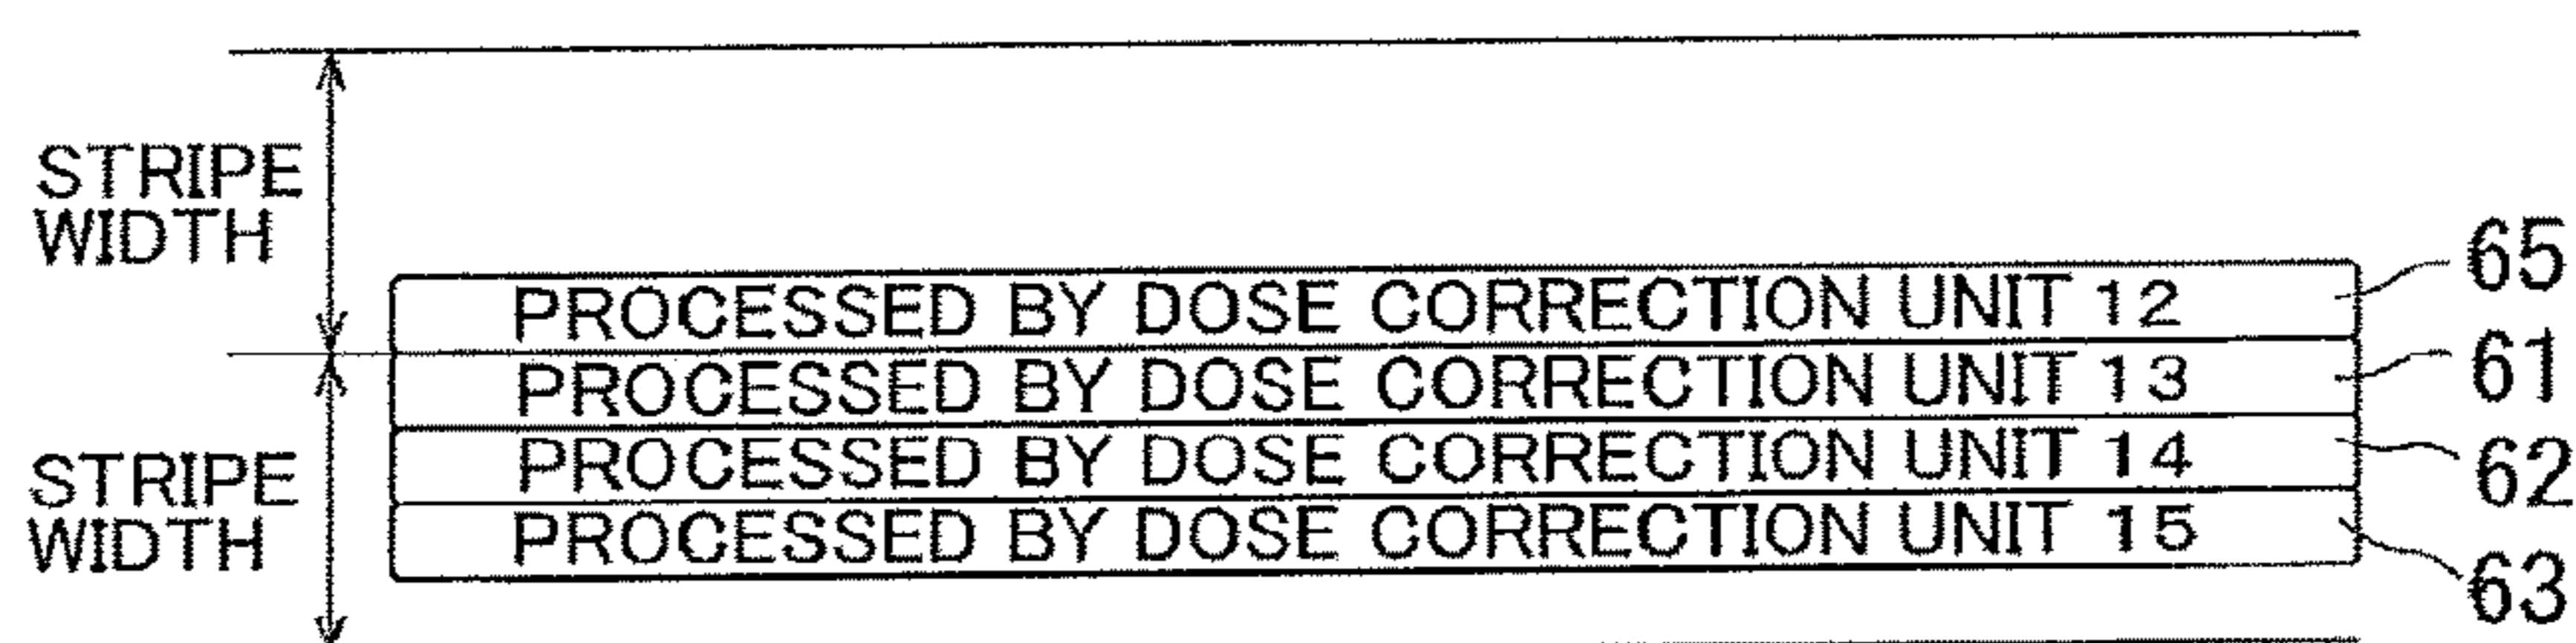 STRIPE
WIDTH
PROCESSED BY DOSE CORRECTION UNIT 12 65
PROCESSED BY DOSE CORRECTION UNIT 13 61
STRIPE
WIDTH
PROCESSED BY DOSE CORRECTION UNIT 14 62
PROCESSED BY DOSE CORRECTION UNIT 15 63